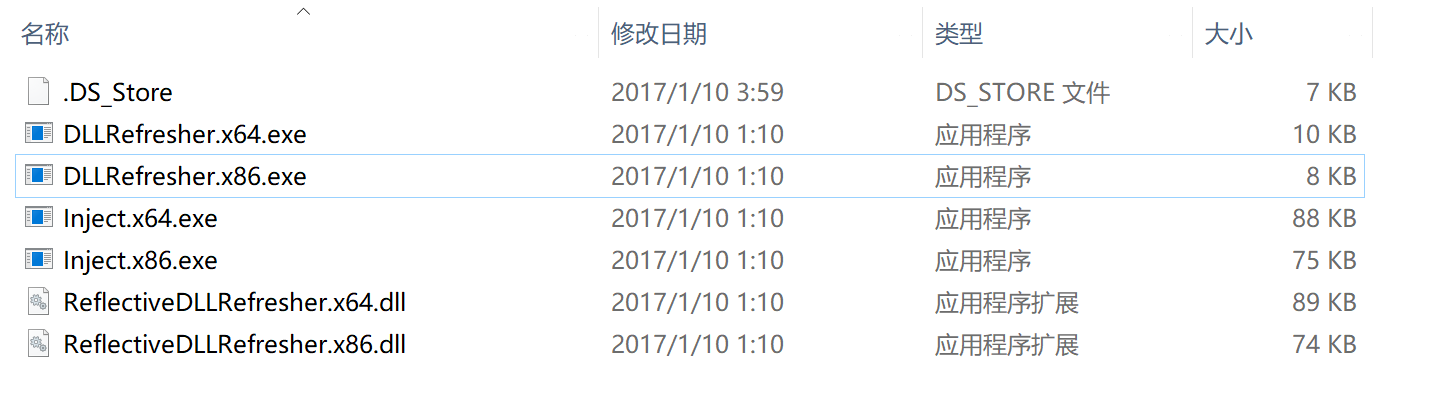 名称 修改日期 类型 大小
.DS_Store 2017/1/10 3:59 DS_STORE 文件 7 KB
DLLRefresher.x64.exe 2017/1/10 1:10 应用程序 10 KB
DLLRefresher.x86.exe 2017/1/10 1:10 应用程序 8 KB
Inject.x64.exe 2017/1/10 1:10 应用程序 88 KB
Inject.x86.exe 2017/1/10 1:10 应用程序 75 KB
ReflectiveDLLRefresher.x64.dll 2017/1/10 1:10 应用程序扩展 89 KB
ReflectiveDLLRefresher.x86.dll 2017/1/10 1:10 应用程序扩展 74 KB